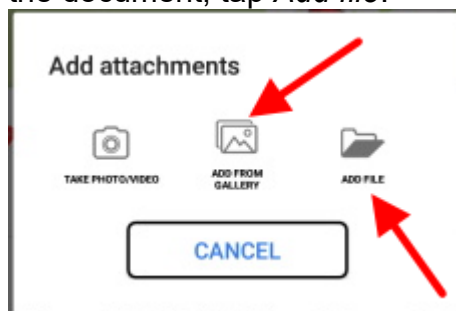 the document, tap Add file.
Add attachments
TAKE PHOTO/VIDEO
ADD FROM
GALLERY
ADD FILE
CANCEL